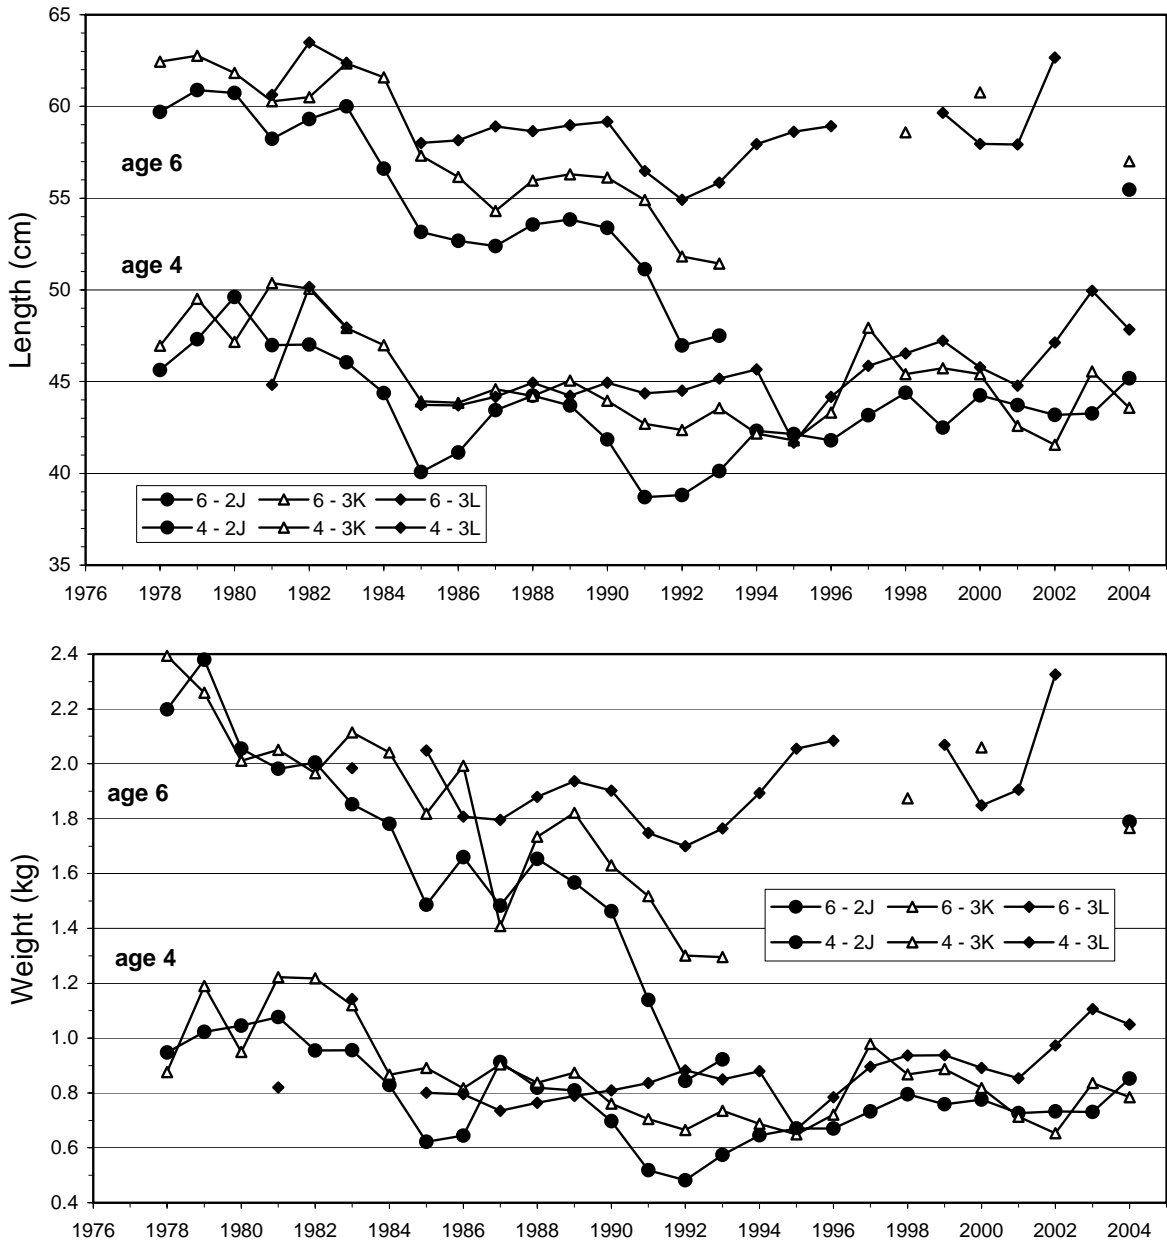 65
60
55
50
45
40
35
Length (cm)
age 6
age 4
6 - 2J 6 - 3K 6 - 3L
4 - 2J 4 - 3K 4 - 3L
1976 1978 1980 1982 1984 1986 1988 1990 1992 1994 1996 1998 2000 2002 2004
2.4
2.2
2.0
1.8
1.6
1.4
1.2
1.0
0.8
0.6
0.4
Weight (kg)
age 6
age 4
6 - 2J 6 - 3K 6 - 3L
4 - 2J 4 - 3K 4 - 3L
1976 1978 1980 1982 1984 1986 1988 1990 1992 1994 1996 1998 2000 2002 2004